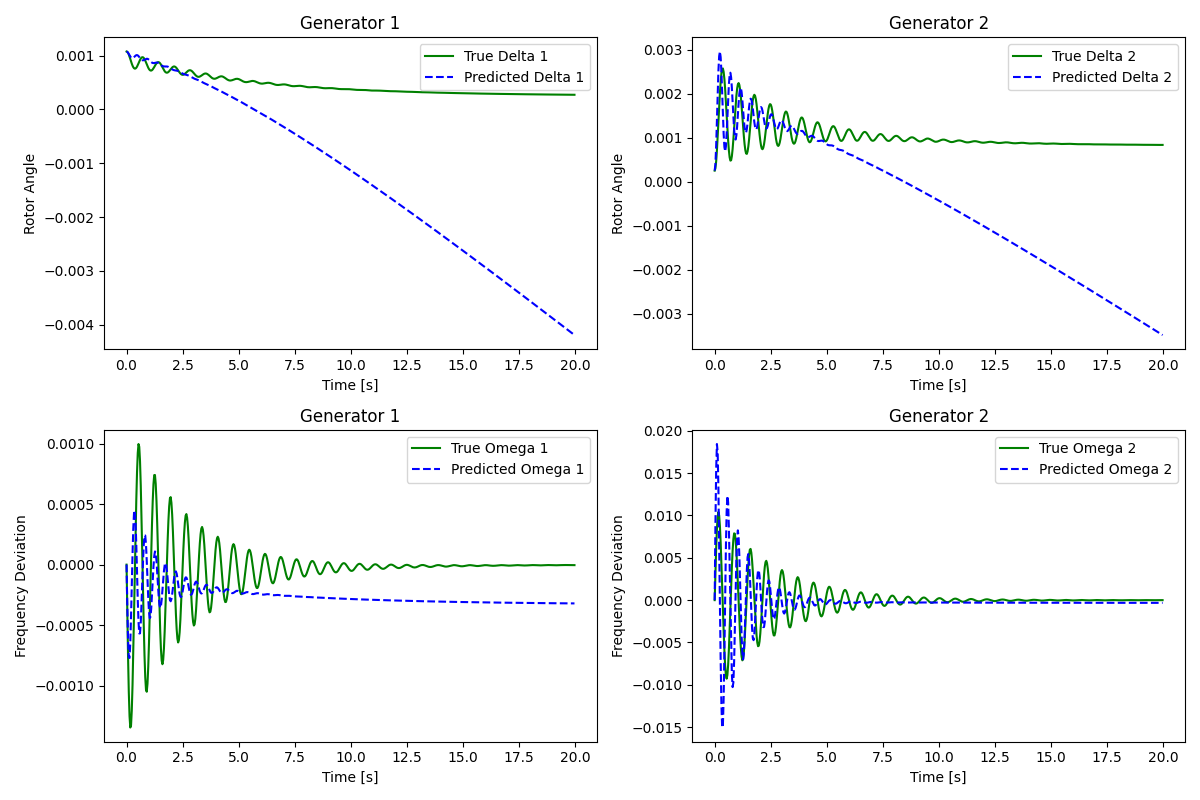 Generator 1
Generator 2
0.001
0.000
−0.001
−0.002
−0.003
−0.004
Rotor Angle
True Delta 1
Predicted Delta 1
0.0 2.5 5.0 7.5 10.0 12.5 15.0 17.5 20.0
Time [s]
0.003
0.002
0.001
0.000
−0.001
−0.002
−0.003
Rotor Angle
True Delta 2
Predicted Delta 2
0.0 2.5 5.0 7.5 10.0 12.5 15.0 17.5 20.0
Time [s]
Generator 1
Generator 2
0.0010
0.0005
0.0000
−0.0005
−0.0010
Frequency Deviation
True Omega 1
Predicted Omega 1
0.0 2.5 5.0 7.5 10.0 12.5 15.0 17.5 20.0
Time [s]
0.020
0.015
0.010
0.005
0.000
−0.005
−0.010
−0.015
Frequency Deviation
True Omega 2
Predicted Omega 2
0.0 2.5 5.0 7.5 10.0 12.5 15.0 17.5 20.0
Time [s]